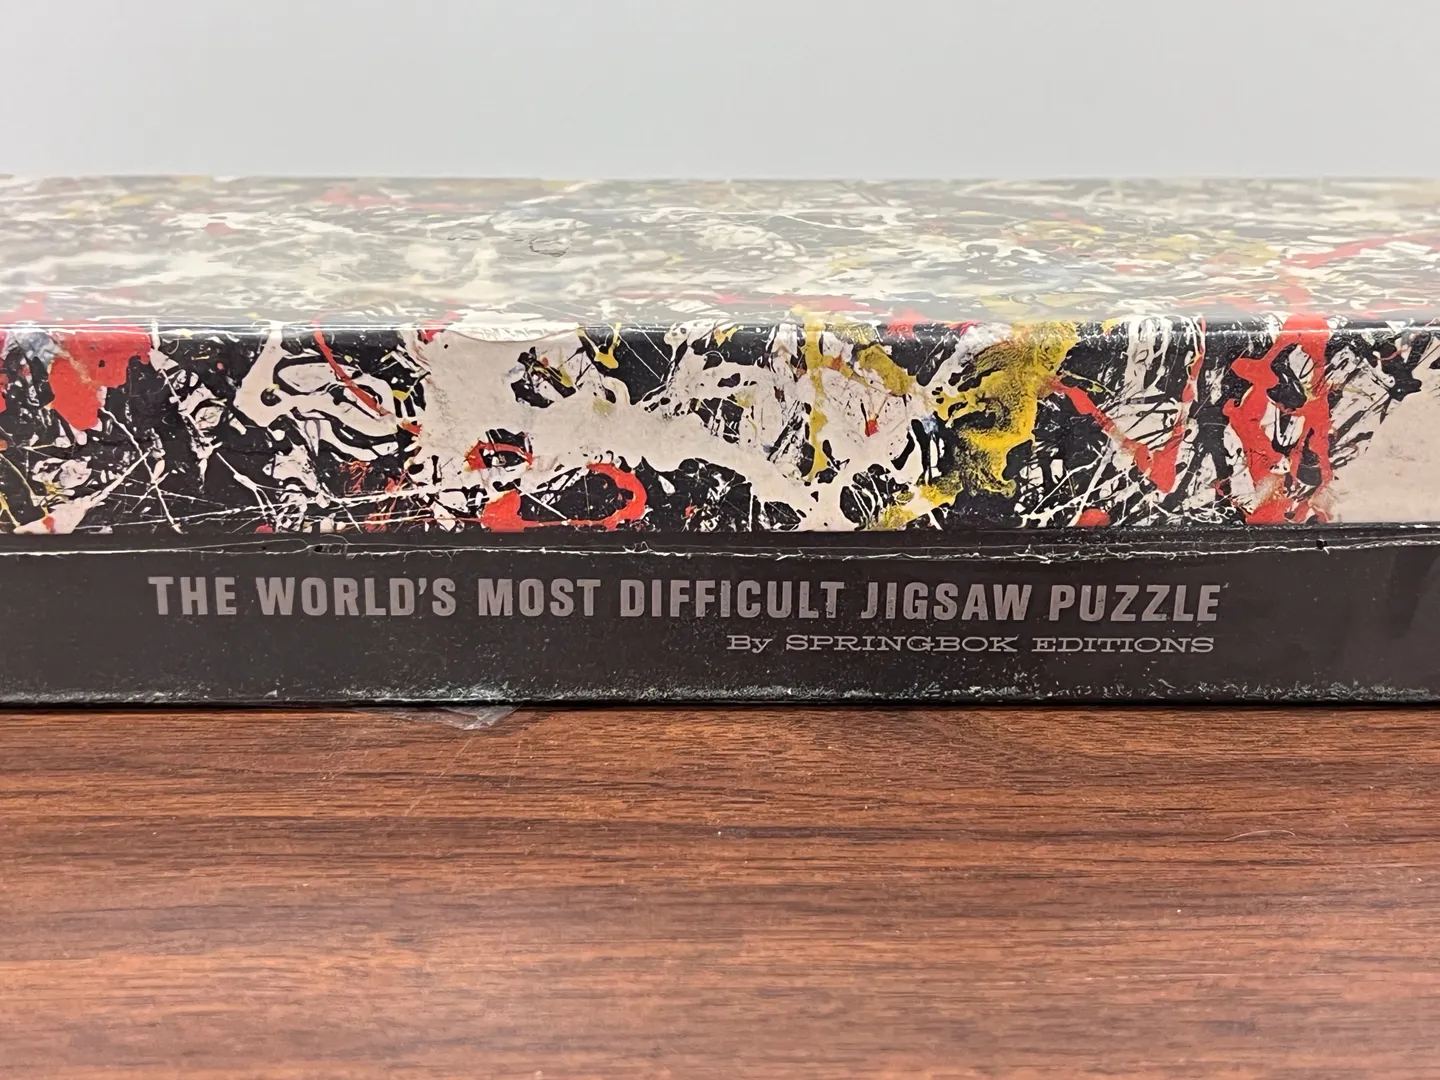 THE WORLD'S MOST DIFFICULT JIGSAW PUZZLE
By SPRINGBOK EDITIONS